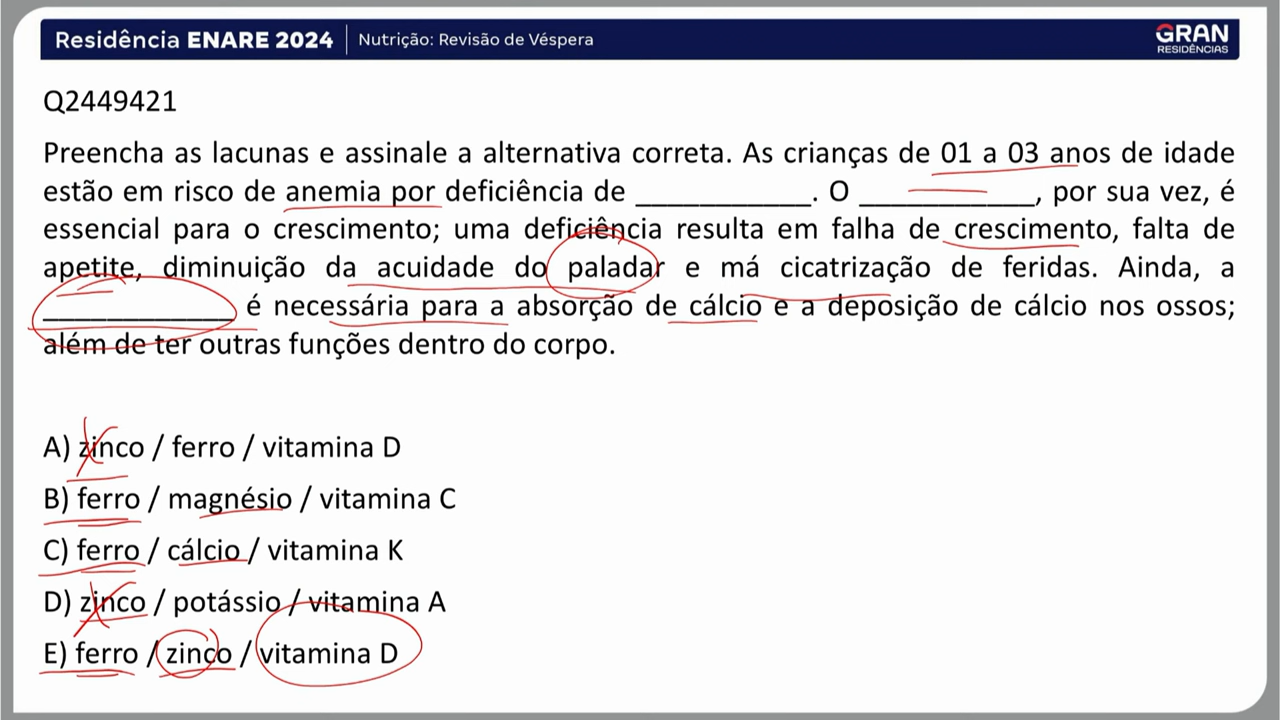 Residência ENARE 2024 | Nutrição: Revisão de Véspera
GRAN
RESIDÊNCIAS
Q2449421
Preencha as lacunas e assinale a alternativa correta. As crianças de 01 a 03 anos de idade
estão em risco de anemia por deficiência de ___________. O ___________, por sua vez, é
essencial para o crescimento; uma deficiência resulta em falha de crescimento, falta de
apetite, diminuição da acuidade do paladar e má cicatrização de feridas. Ainda, a
____________ é necessária para a absorção de cálcio e a deposição de cálcio nos ossos;
além de ter outras funções dentro do corpo.
A) zinco / ferro / vitamina D
B) ferro / magnésio / vitamina C
C) ferro / cálcio / vitamina K
D) zinco / potássio / vitamina A
E) ferro / zinco / vitamina D